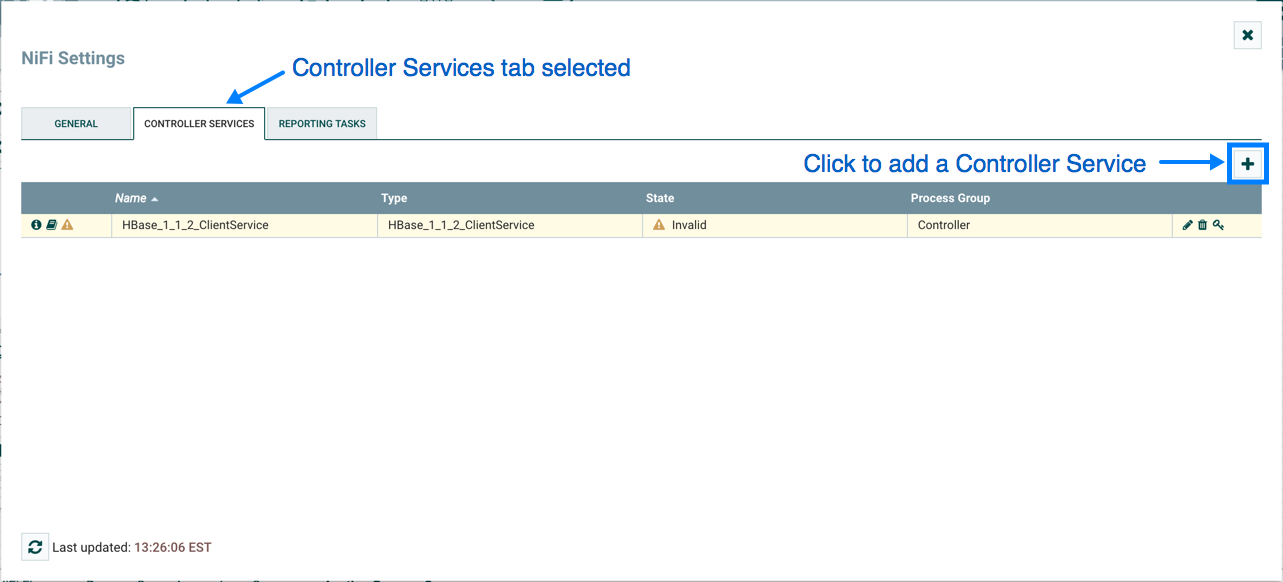 NiFi Settings
Controller Services tab selected
GENERAL CONTROLLER SERVICES REPORTING TASKS
Click to add a Controller Service
Name Type State Process Group
HBase_1_1_2_ClientService HBase_1_1_2_ClientService Invalid Controller
Last updated: 13:26:06 EST